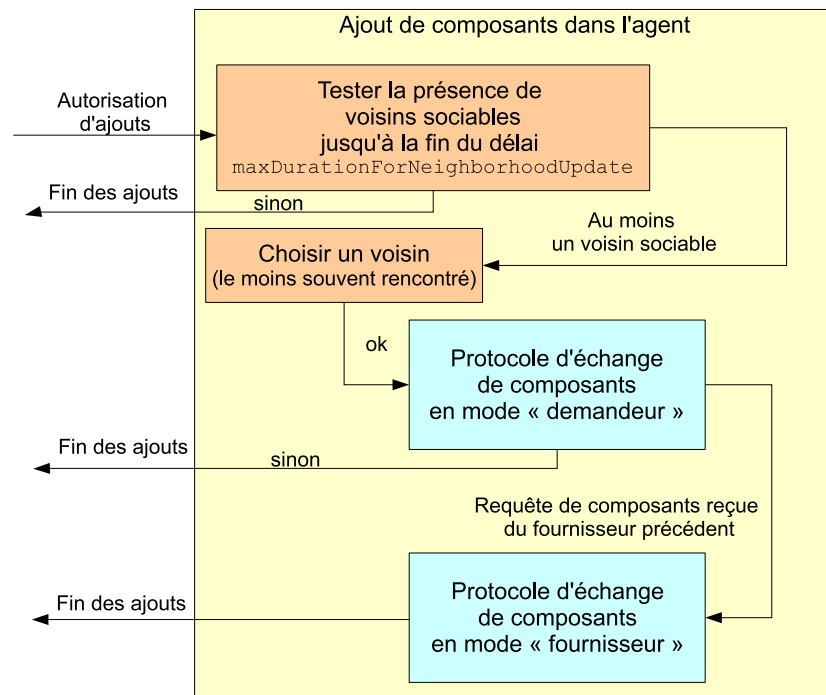 Ajout de composants dans l'agent
Autorisation
d'ajouts
Tester la présence de
voisins sociables
jusqu'à la fin du délai
maxDurationForNeighborhoodUpdate
Fin des ajouts
sinon
Au moins
un voisin sociable
Choisir un voisin
(le moins souvent rencontré)
ok
Protocole d'échange
de composants
en mode « demandeur »
Fin des ajouts
sinon
Requête de composants reçue
du fournisseur précédent
Protocole d'échange
de composants
en mode « fournisseur »
Fin des ajouts